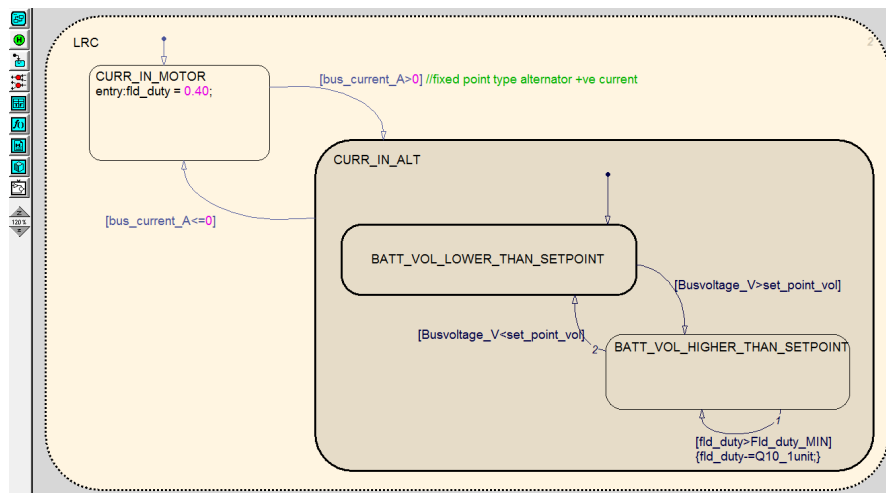 LRC
2
CURR_IN_MOTOR
entry:fld_duty = 0.40;
[bus_current_A>0] //fixed point type alternator +ve current
CURR_IN_ALT
[bus_current_A<=0]
BATT_VOL_LOWER_THAN_SETPOINT
[Busvoltage_V>set_point_vol]
[Busvoltage_V<set_point_vol]
2
BATT_VOL_HIGHER_THAN_SETPOINT
1
[fld_duty>Fld_duty_MIN]
{fld_duty-=Q10_1unit;}
120 %